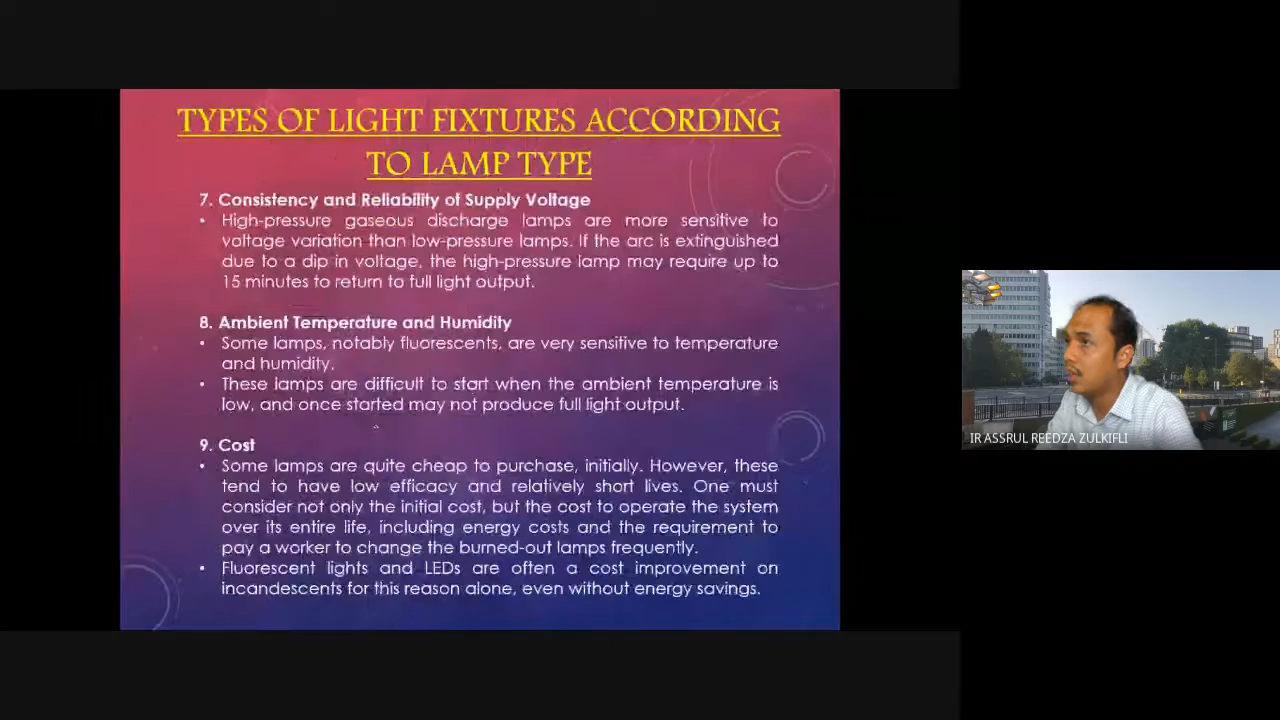 TYPES OF LIGHT FIXTURES ACCORDING
TO LAMP TYPE
7. Consistency and Reliability of Supply Voltage
• High-pressure gaseous discharge lamps are more sensitive to
voltage variation than low-pressure lamps. If the arc is extinguished
due to a dip in voltage, the high-pressure lamp may require up to
15 minutes to return to full light output.
8. Ambient Temperature and Humidity
• Some lamps, notably fluorescents, are very sensitive to temperature
and humidity.
• These lamps are difficult to start when the ambient temperature is
low, and once started may not produce full light output.
9. Cost
• Some lamps are quite cheap to purchase, initially. However, these
tend to have low efficacy and relatively short lives. One must
consider not only the initial cost, but the cost to operate the system
over its entire life, including energy costs and the requirement to
pay a worker to change the burned-out lamps frequently.
• Fluorescent lights and LEDs are often a cost improvement on
incandescents for this reason alone, even without energy savings.
IR ASSRUL REEDZA ZULKIFLI